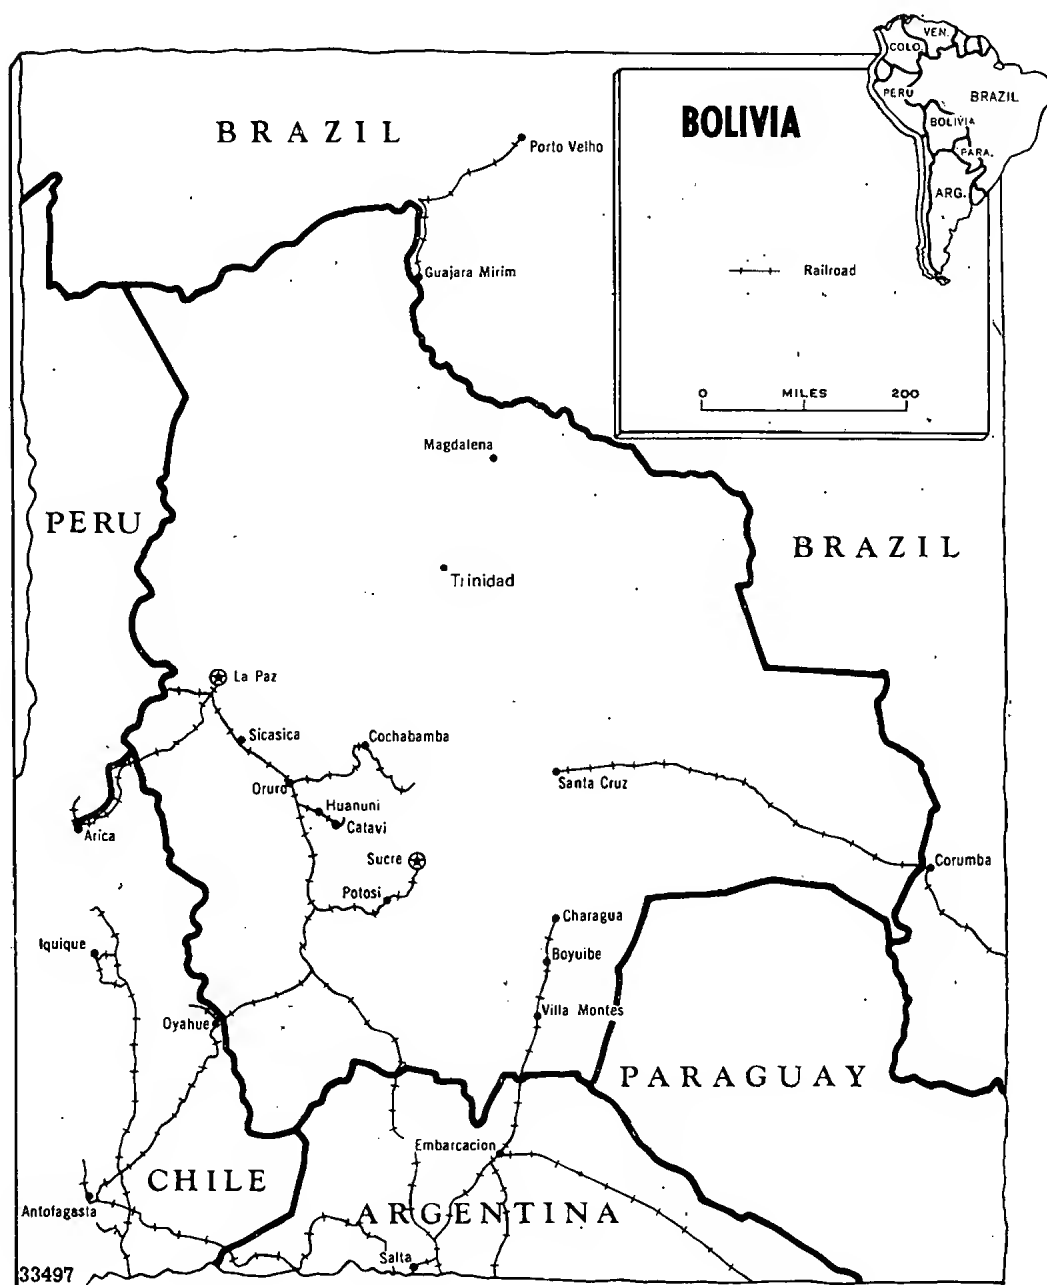 VEN.
COLO.
PERU
BRAZIL
BOLIVIA
PARA.
ARG.
BOLIVIA
Railroad
0 MILES 200
BRAZIL
Porto Velho
Guajara Mirim
Magdalena
PERU
BRAZIL
Trinidad
La Paz
Sicasica
Cochabamba
Oruro
Santa Cruz
Huanuni
Catavi
Arica
Sucre
Corumba
Potosi
Charagua
Iquique
Boyuibe
Villa Montes
Oyahue
PARAGUAY
Embarcacion
CHILE
Antofagasta
ARGENTINA
Salta
33497